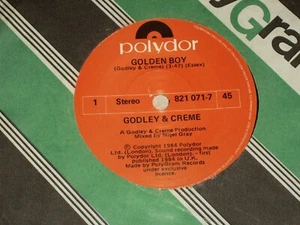 polydor
GOLDEN BOY
(Godley & Creme) (3-47) (Essex)
1 Stereo 821 071-7 45
GODLEY & CREME
A Godley & Creme Production
Mixed by Nigel Gray
Ⓟ Copyright 1984 Polydor
Ltd. (London). Sound recording made
by Polydor Ltd. (London), - first
published 1984 in U.K.
Made by PolyGram Records
under exclusive
licence.